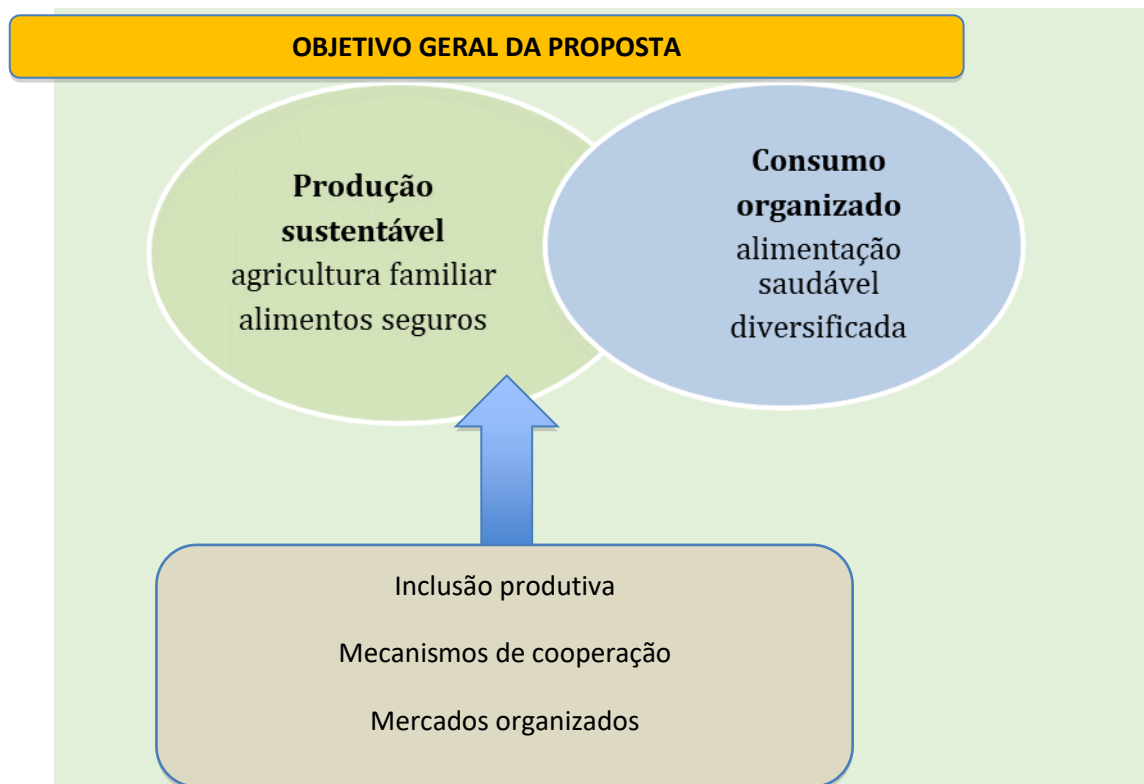 OBJETIVO GERAL DA PROPOSTA
Produção
sustentável
agricultura familiar
alimentos seguros
Consumo
organizado
alimentação
saudável
diversificada
Inclusão produtiva
Mecanismos de cooperação
Mercados organizados